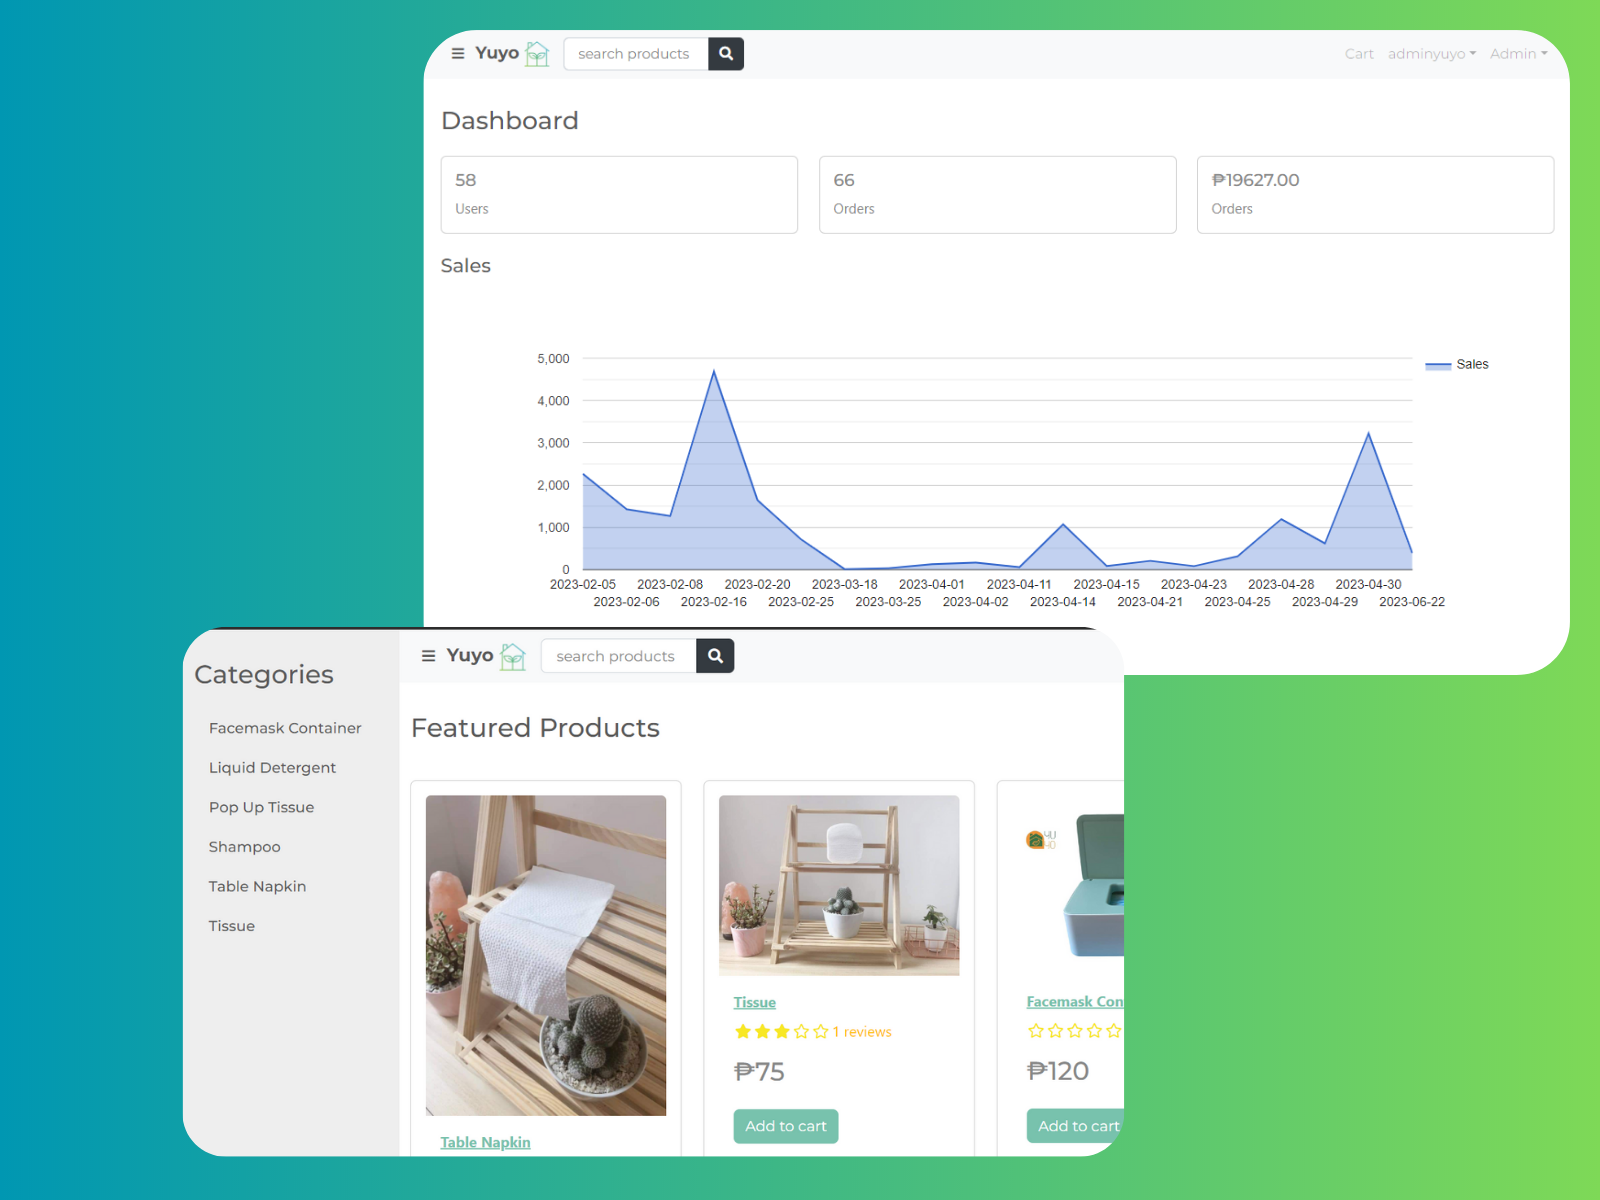 Yuyo
search products
Cart adminyuyo Admin
Dashboard
58
Users
66
Orders
₱19627.00
Orders
Sales
5,000
4,000
3,000
2,000
1,000
0
Sales
2023-02-05 2023-02-08 2023-02-20 2023-03-18 2023-04-01 2023-04-11 2023-04-15 2023-04-23 2023-04-28 2023-04-30
2023-02-06 2023-02-16 2023-02-25 2023-03-25 2023-04-02 2023-04-14 2023-04-21 2023-04-25 2023-04-29 2023-06-22
Categories
Facemask Container
Liquid Detergent
Pop Up Tissue
Shampoo
Table Napkin
Tissue
Yuyo
search products
Featured Products
Table Napkin
Tissue
1 reviews
₱75
Add to cart
YU
YO
Facemask Con
₱120
Add to cart